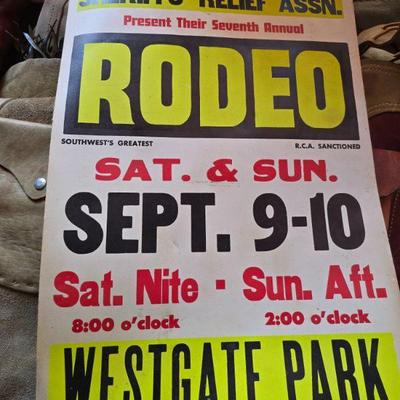 SHERIFFS' RELIEF ASSN.
Present Their Seventh Annual
RODEO
SOUTHWEST'S GREATEST R.C.A. SANCTIONED
SAT. & SUN.
SEPT. 9-10
Sat. Nite · Sun. Aft.
8:00 o'clock 2:00 o'clock
WESTGATE PARK